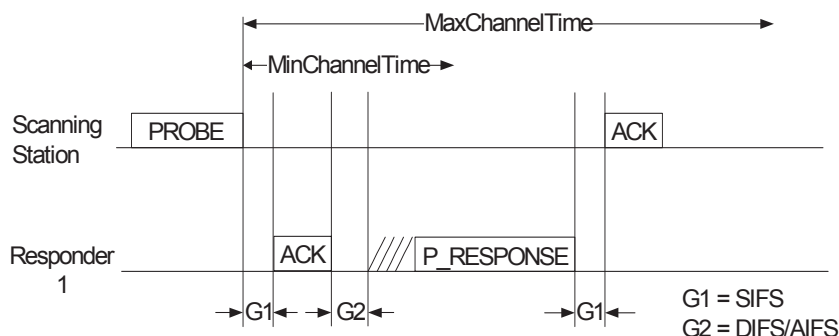 MaxChannelTime
MinChannelTime
Scanning
Station
PROBE
ACK
Responder
1
ACK
P_RESPONSE
G1
G2
G1
G1 = SIFS
G2 = DIFS/AIFS